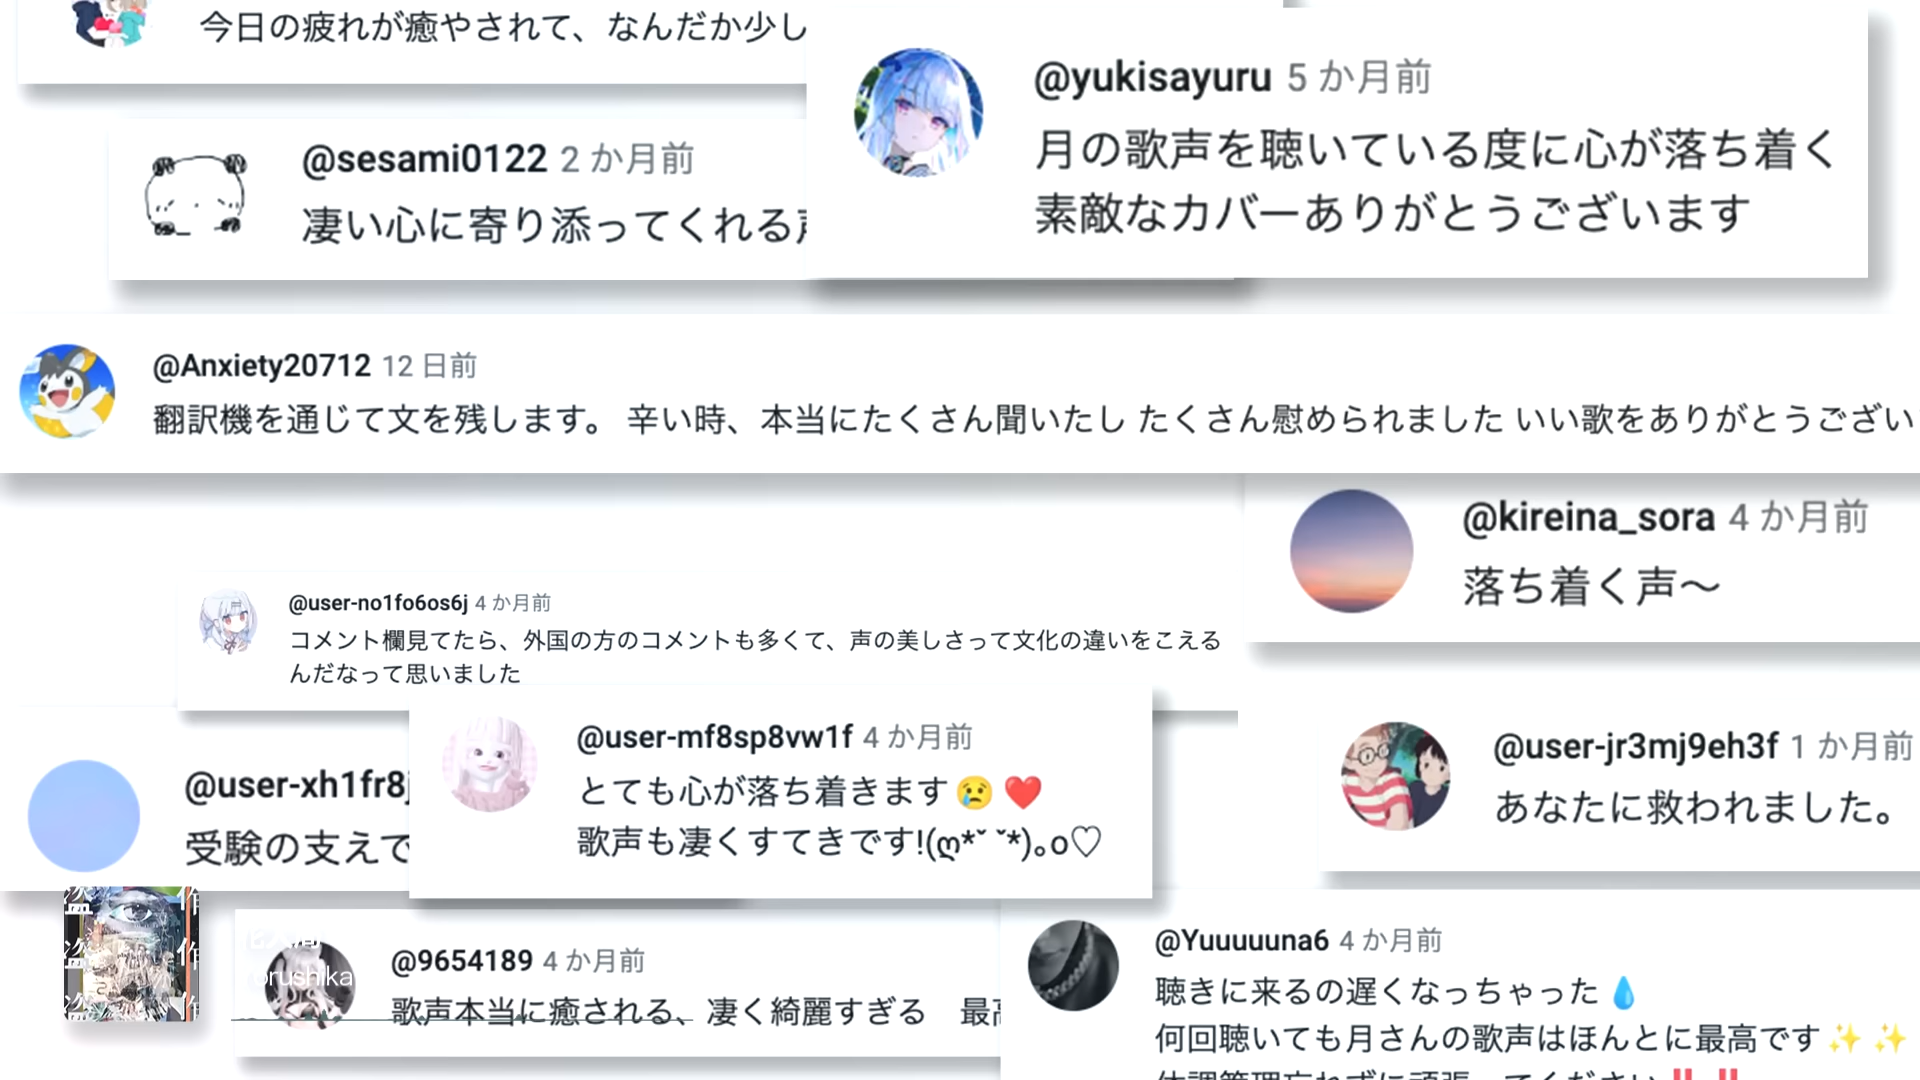 今日の疲れが癒やされて、なんだか少し
@yukisayuru 5 か月前
月の歌声を聴いている度に心が落ち着く
素敵なカバーありがとうございます
@sesami0122 2 か月前
凄い心に寄り添ってくれる
@Anxiety20712 12 日前
翻訳機を通じて文を残します。 辛い時、本当にたくさん聞いたし たくさん慰められました いい歌をありがとうござい
@kireina_sora 4 か月前
落ち着く声〜
@user-no1fo6os6j 4 か月前
コメント欄見てたら、外国の方のコメントも多くて、声の美しさって文化の違いをこえる
んだなって思いました
@user-mf8sp8vw1f 4 か月前
とても心が落ち着きます😢 ❤️
歌声も凄くすてきです!(ღ*ˇ ˇ*)｡o♡
@user-xh1fr8j
受験の支えで
@user-jr3mj9eh3f 1 か月前
あなたに救われました。
盗 作
盗 作
盗 作
orushika
@9654189 4 か月前
歌声本当に癒される、凄く綺麗すぎる 最高
@Yuuuuuna6 4 か月前
聴きに来るの遅くなっちゃった💧
何回聴いても月さんの歌声はほんとに最高です✨ ✨